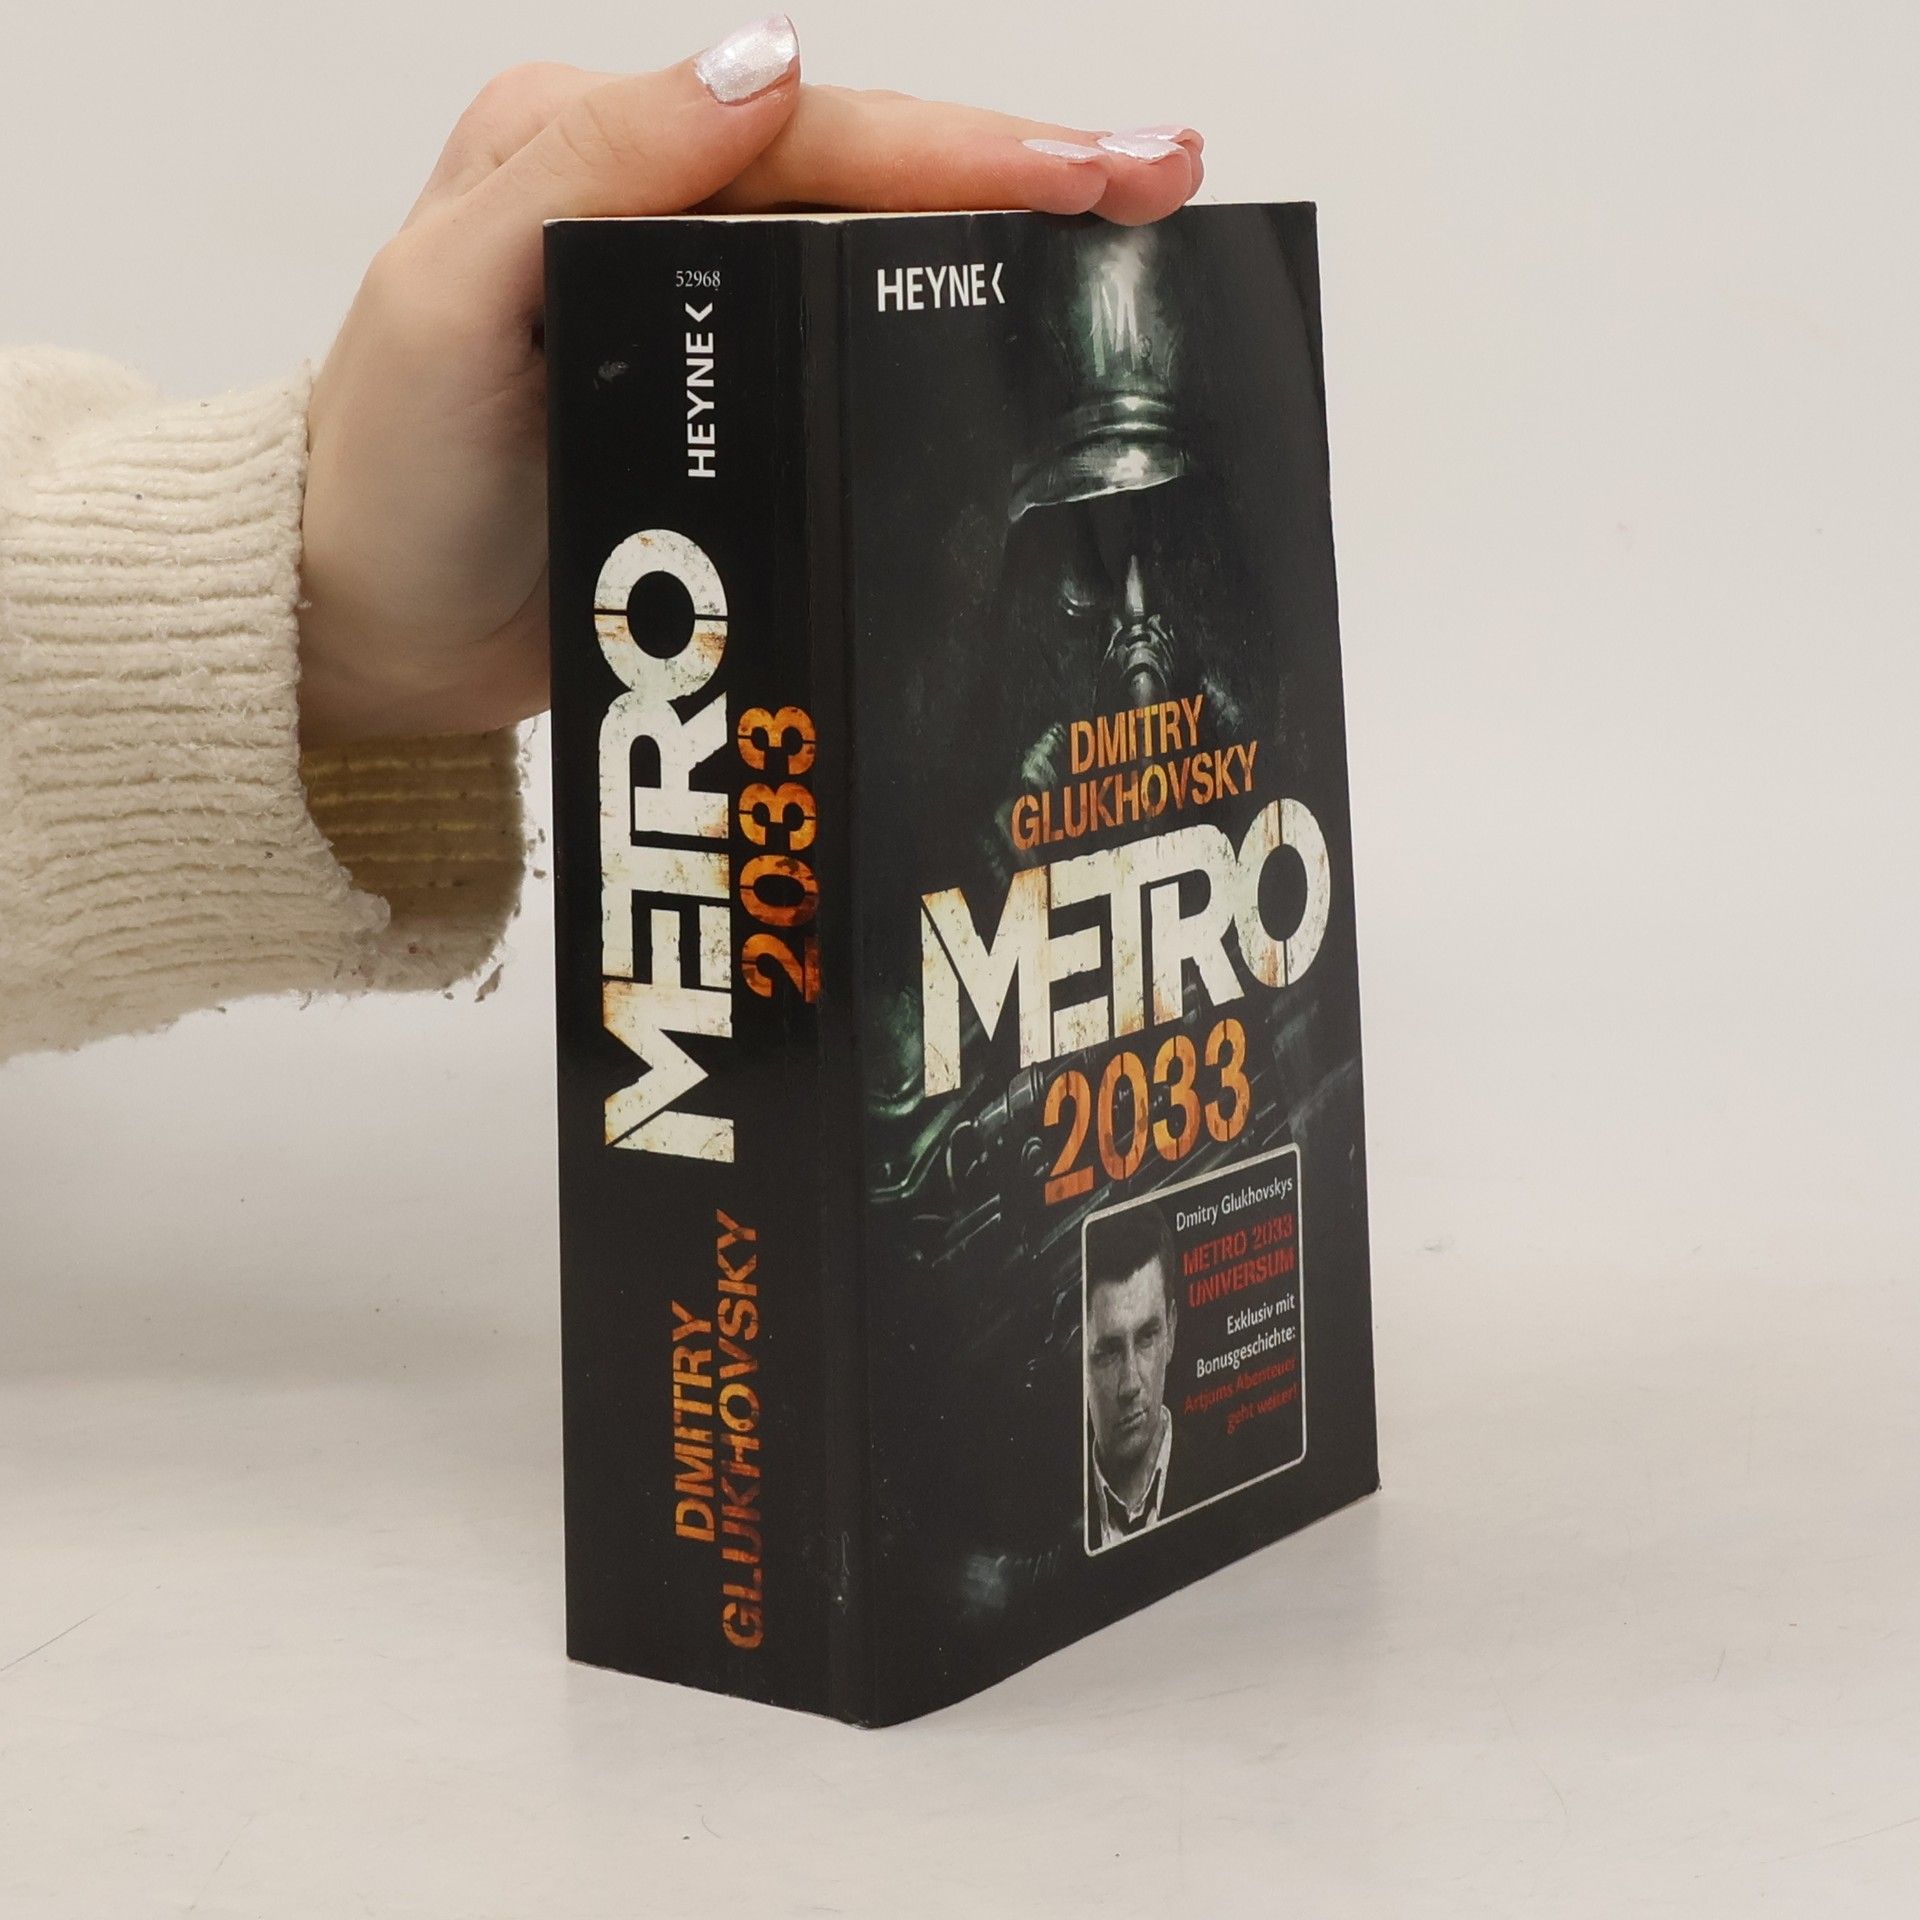 52968
HEYNE<
METRO
2033
DMITRY
GLUKHOVSKY
HEYNE<
M
DMITRY
GLUKHOVSKY
METRO
2033
Dmitry Glukhovskys
METRO 2033
UNIVERSUM
Exklusiv mit
Bonusgeschichte:
Artjoms Abenteuer
geht weiter!